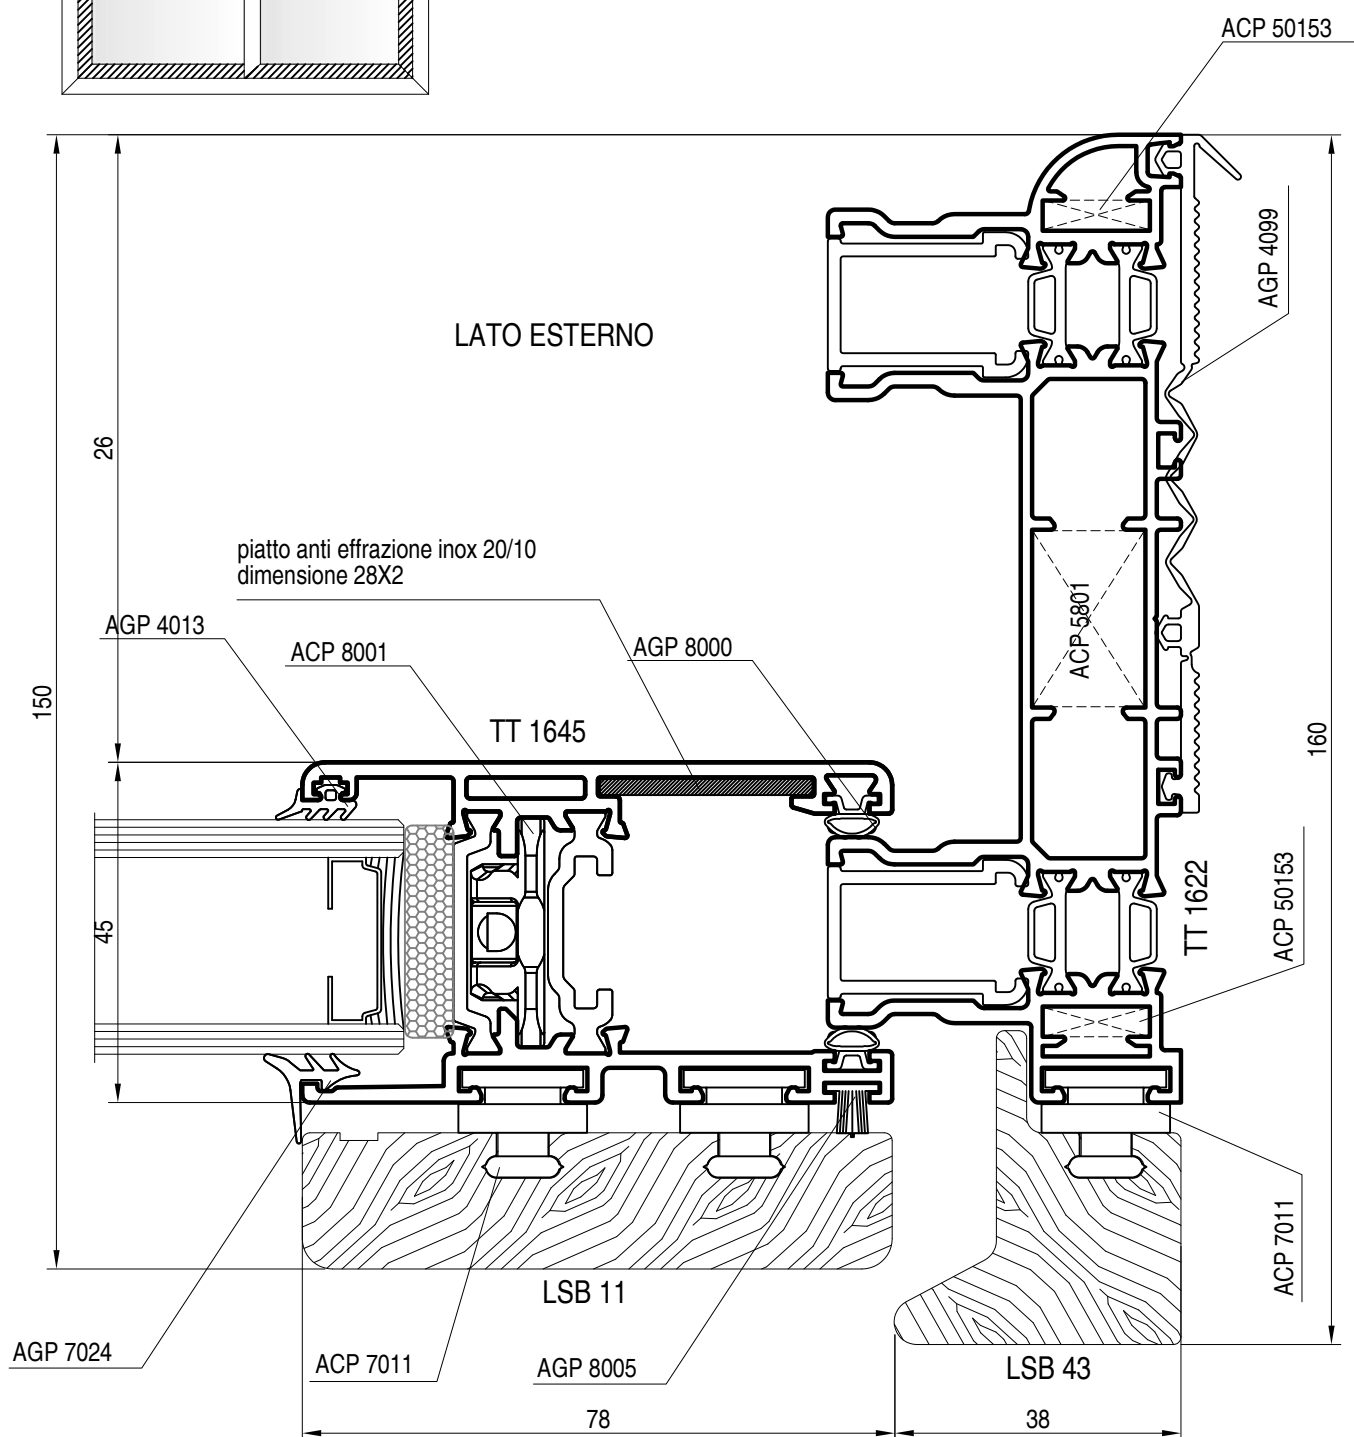 ACP 50153
AGP 4099
LATO ESTERNO
26
piatto anti effrazione inox 20/10
dimensione 28X2
ACP 5801
AGP 4013
ACP 8001
AGP 8000
150
TT 1645
160
45
TT 1622
ACP 50153
ACP 7011
LSB 11
AGP 7024
ACP 7011
AGP 8005
LSB 43
78
38